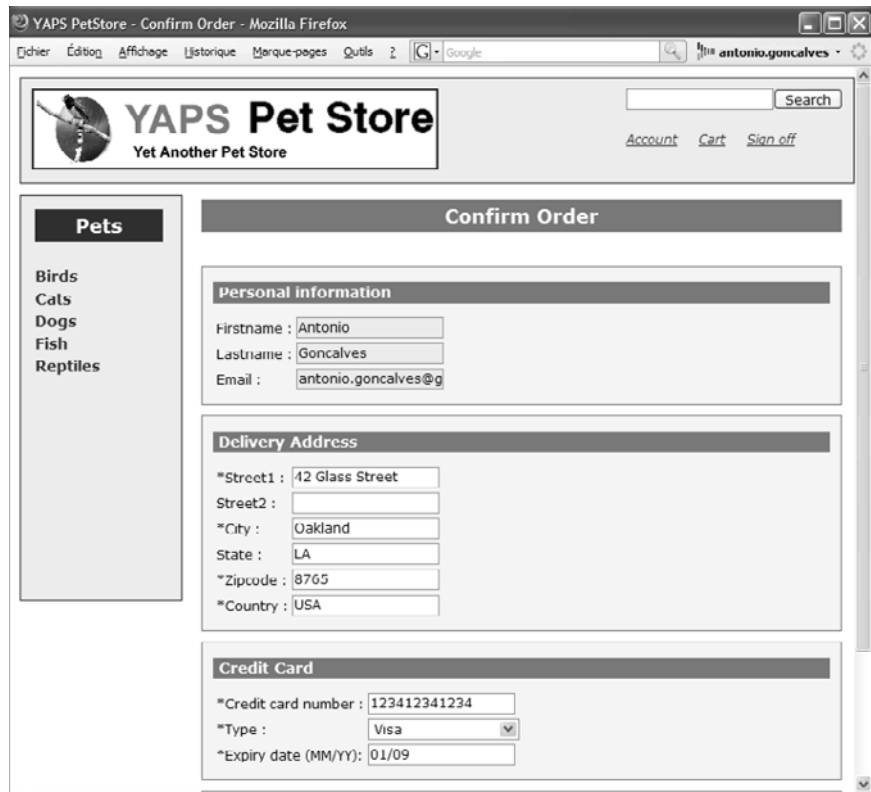 YAPS PetStore - Confirm Order - Mozilla Firefox
Fichier Édition Affichage Historique Marque-pages Outils ? G Google antonio.goncalves
YAPS Pet Store
Yet Another Pet Store
Search
Account Cart Sign off
Pets
Birds
Cats
Dogs
Fish
Reptiles
Confirm Order
Personal information
Firstname : Antonio
Lastname : Goncalves
Email : antonio.goncalves@g
Delivery Address
*Street1 : 42 Glass Street
Street2 :
*City : Oakland
State : LA
*Zipcode : 8765
*Country : USA
Credit Card
*Credit card number : 123412341234
*Type : Visa
*Expiry date (MM/YY): 01/09